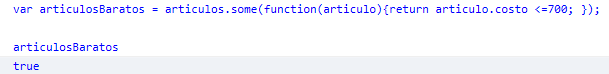 var articulosBaratos = articulos.some(function(articulo){return articulo.costo <=700; });
articulosBaratos
true